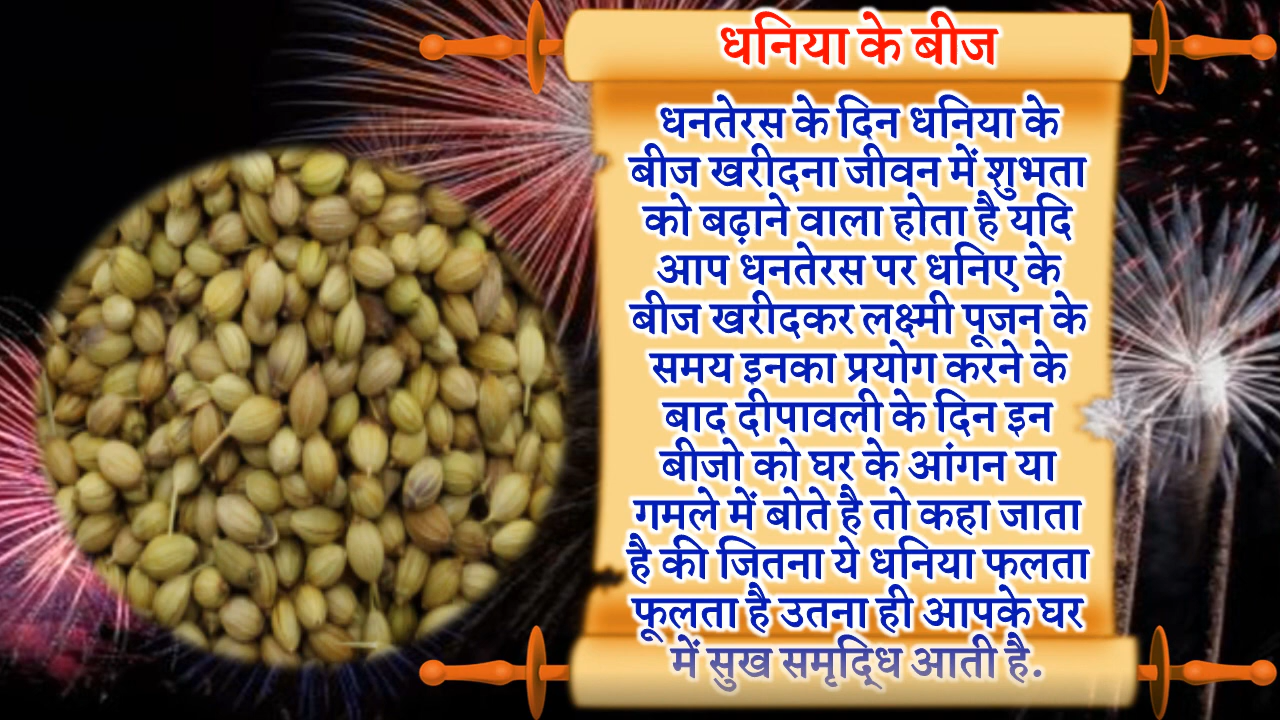 धनिया के बीज
धनतेरस के दिन धनिया के
बीज खरीदना जीवन में शुभता
को बढ़ाने वाला होता है यदि
आप धनतेरस पर धनिए के
बीज खरीदकर लक्ष्मी पूजन के
समय इनका प्रयोग करने के
बाद दीपावली के दिन इन
बीजो को घर के आंगन या
गमले में बोते है तो कहा जाता
है की जितना ये धनिया फलता
फूलता है उतना ही आपके घर
में सुख समृद्धि आती है.